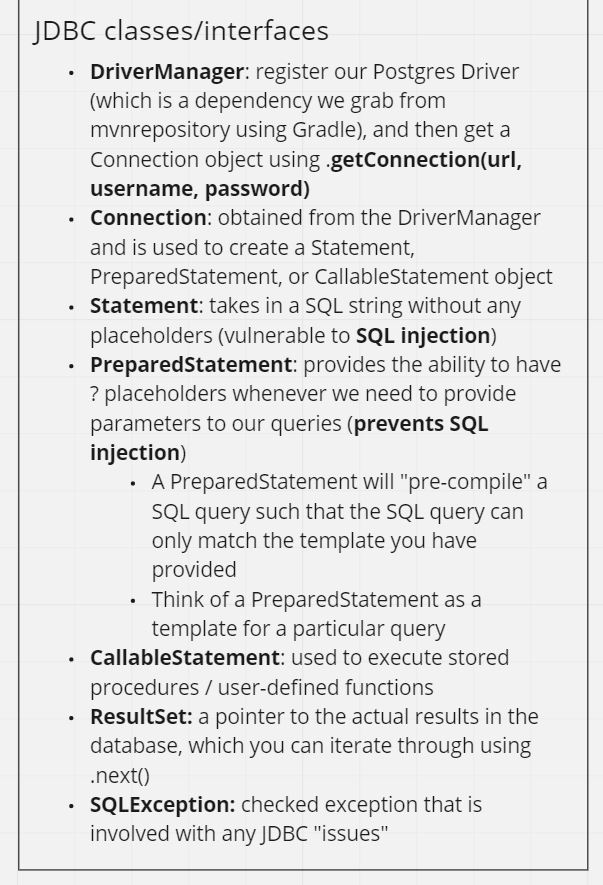 JDBC classes/interfaces
• DriverManager: register our Postgres Driver
(which is a dependency we grab from
mvnrepository using Gradle), and then get a
Connection object using .getConnection(url,
username, password)
• Connection: obtained from the DriverManager
and is used to create a Statement,
PreparedStatement, or CallableStatement object
• Statement: takes in a SQL string without any
placeholders (vulnerable to SQL injection)
• PreparedStatement: provides the ability to have
? placeholders whenever we need to provide
parameters to our queries (prevents SQL
injection)
• A PreparedStatement will "pre-compile" a
SQL query such that the SQL query can
only match the template you have
provided
• Think of a PreparedStatement as a
template for a particular query
• CallableStatement: used to execute stored
procedures / user-defined functions
• ResultSet: a pointer to the actual results in the
database, which you can iterate through using
.next()
• SQLException: checked exception that is
involved with any JDBC "issues"